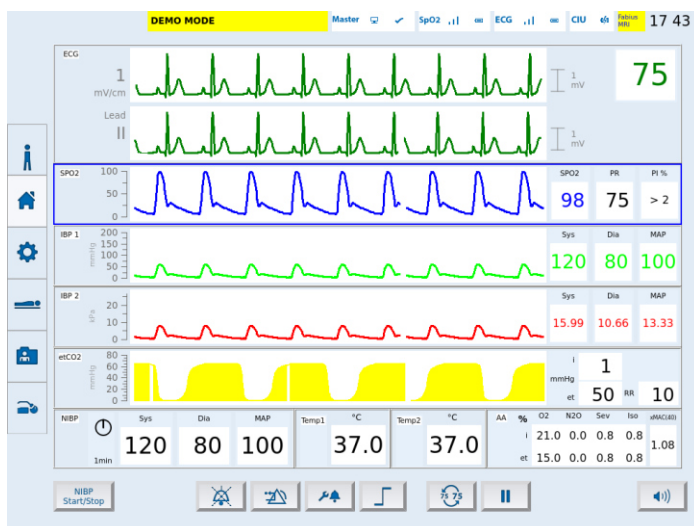 DEMO MODE Master SpO2 ECG CIU Fabius MRI 17 43
ECG
1
mV/cm
1
mV
75
Lead
II
1
mV
SPO2 100 50 0 SPO2 PR PI %
98 75 > 2
IBP 1 200 150 100 50 0 mmHg Sys Dia MAP
120 80 100
IBP 2 20 10 0 kPa Sys Dia MAP
15.99 10.66 13.33
etCO2 80 60 40 20 0 mmHg i 1
mmHg
et 50 RR 10
NIBP Sys Dia MAP Temp1 °C Temp2 °C AA % O2 N2O Sev Iso xMAC(40)
1min 120 80 100 37.0 37.0
i 21.0 0.0 0.8 0.8 1.08
et 15.0 0.0 0.8 0.8
NIBP
Start/Stop
75 75